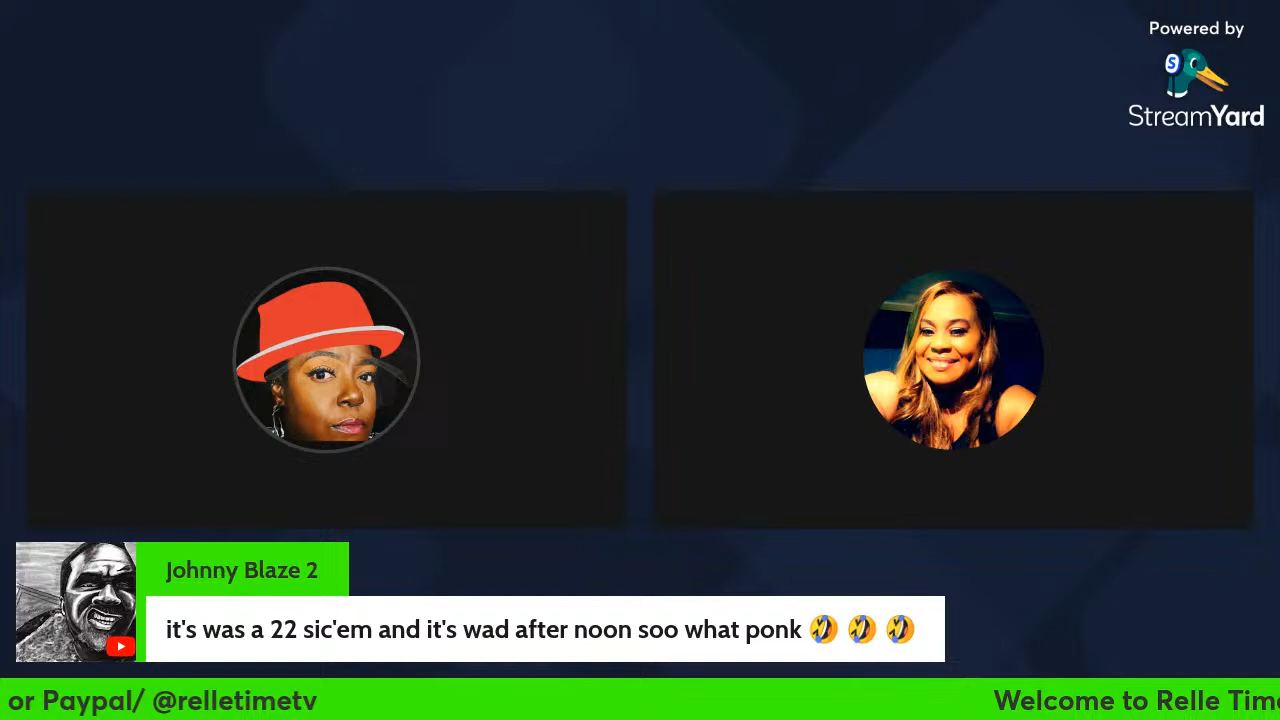 Powered by
S
StreamYard
Johnny Blaze 2
it's was a 22 sic'em and it's wad after noon soo what ponk 🤣 🤣 🤣
or Paypal/ @relletimetv Welcome to Relle Time